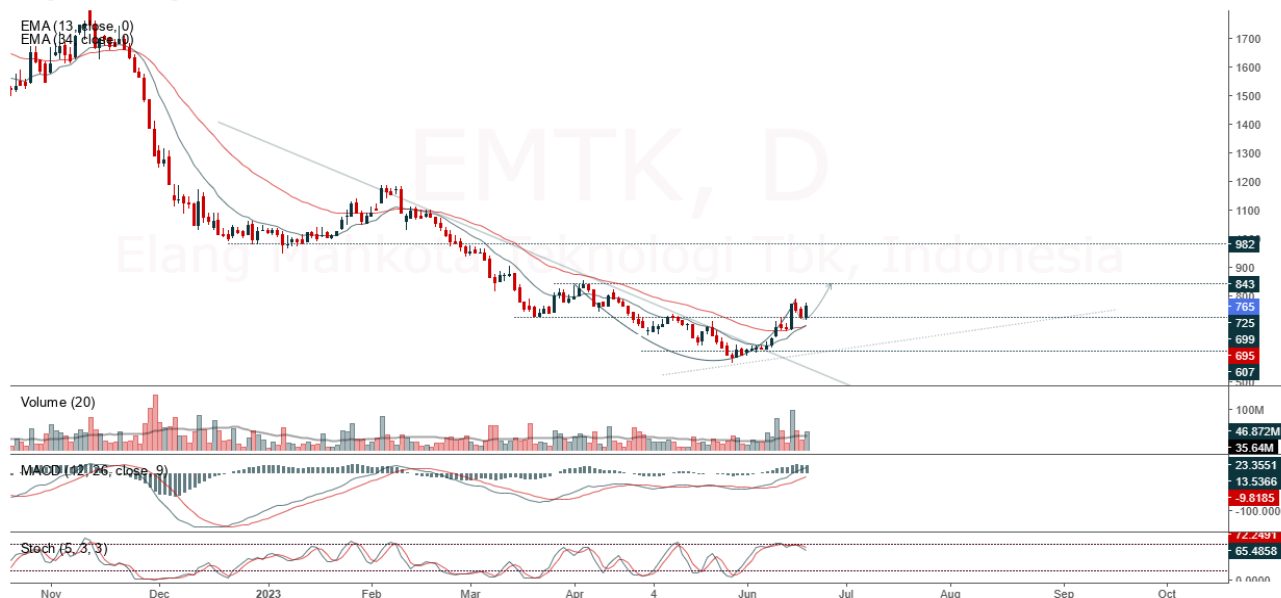 EMA (13, close, 0)
EMA (34, close, 0)
EMTK, D
Elang Mahkota Teknologi Tbk, Indonesia
1700
1600
1500
1400
1300
1200
1100
982
900
843
765
725
699
695
607
Volume (20)
100M
46.872M
35.64M
MACD (12, 26, close, 9)
23.3551
13.5366
-9.8185
-100.000
Stoch (5, 3, 3)
72.2491
65.4858
0.0000
Nov Dec 2023 Feb Mar Apr 4 Jun Jul Aug Sep Oct